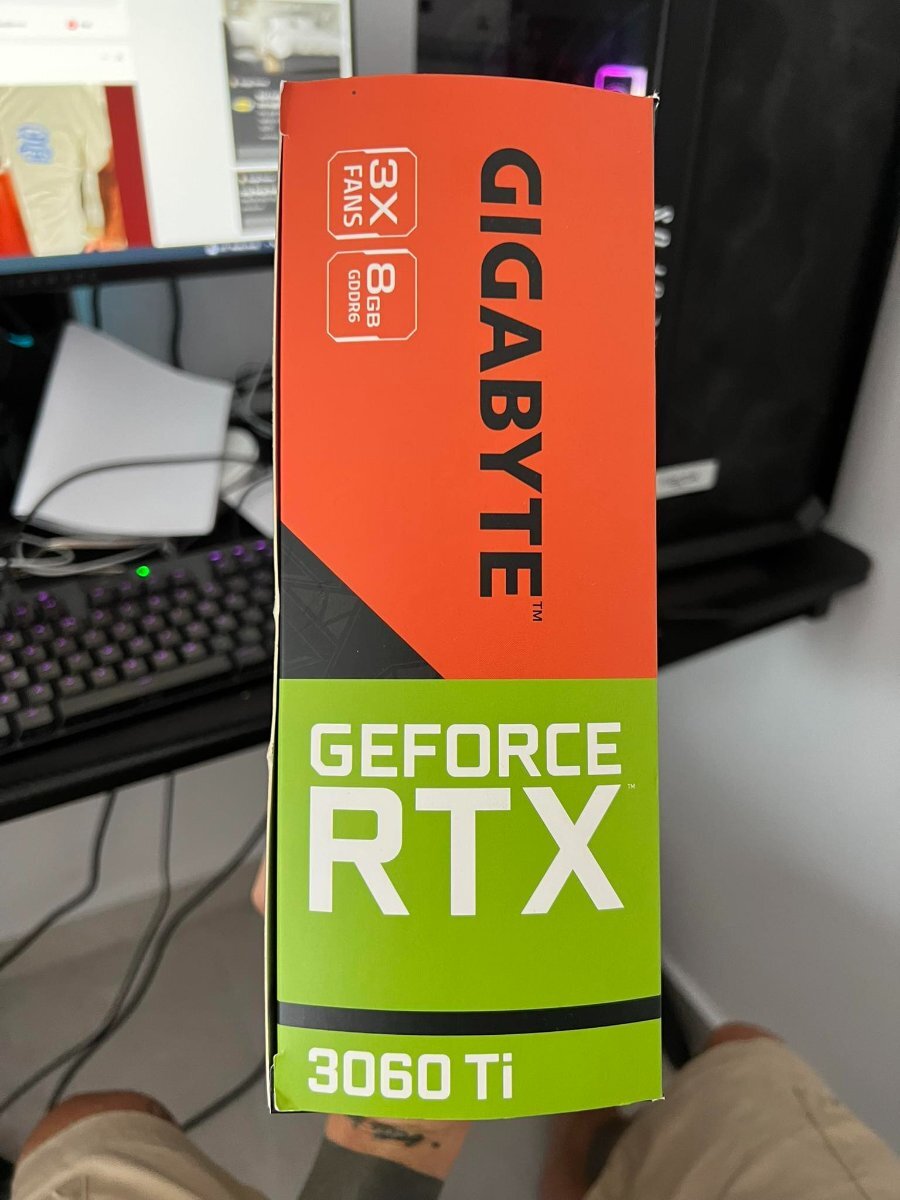 GIGABYTE™
3X
FANS
8GB
GDDR6
GEFORCE
RTX™
3060 Ti